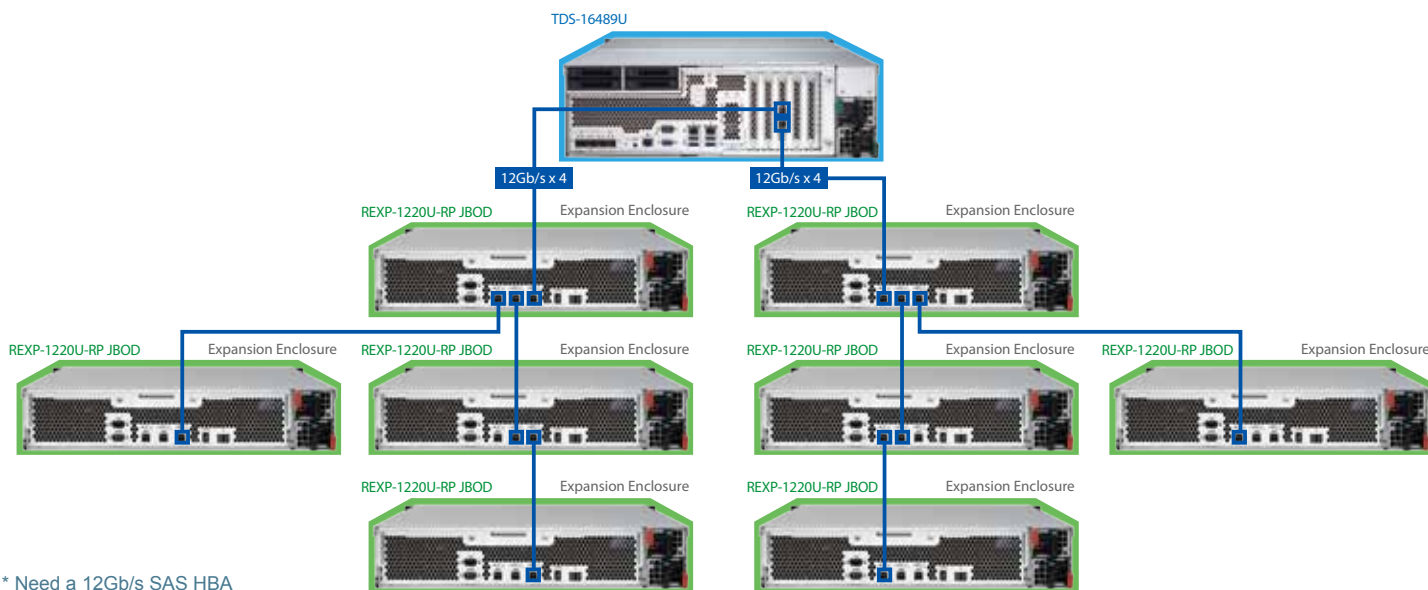 TDS-16489U
12Gb/s x 4
12Gb/s x 4
REXP-1220U-RP JBOD
Expansion Enclosure
REXP-1220U-RP JBOD
Expansion Enclosure
REXP-1220U-RP JBOD
Expansion Enclosure
REXP-1220U-RP JBOD
Expansion Enclosure
REXP-1220U-RP JBOD
Expansion Enclosure
REXP-1220U-RP JBOD
Expansion Enclosure
REXP-1220U-RP JBOD
Expansion Enclosure
REXP-1220U-RP JBOD
Expansion Enclosure
* Need a 12Gb/s SAS HBA